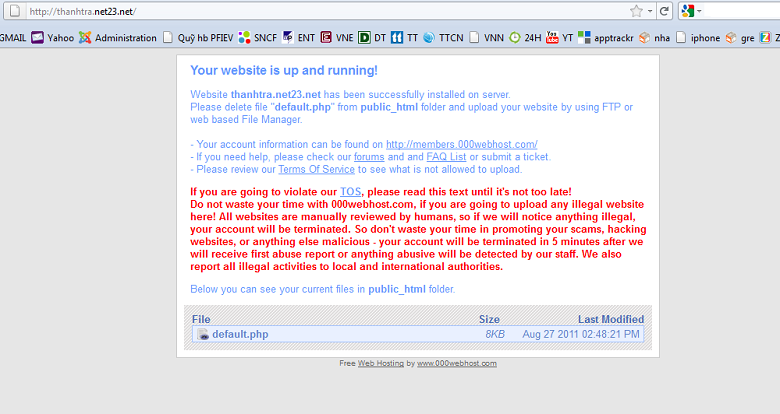 http://thanhtra.net23.net/
GMAIL Yahoo Administration Quỹ hb PFIEV SNCF ENT VNE DT TT TTCN VNN 24H YT apptrackr nha iphone gre Z
Your website is up and running!
Website thanhtra.net23.net has been successfully installed on server.
Please delete file "default.php" from public_html folder and upload your website by using FTP or
web based File Manager.
- Your account information can be found on http://members.000webhost.com/
- If you need help, please check our forums and and FAQ List or submit a ticket.
- Please review our Terms Of Service to see what is not allowed to upload.
If you are going to violate our TOS, please read this text until it's not too late!
Do not waste your time with 000webhost.com, if you are going to upload any illegal website
here! All websites are manually reviewed by humans, so if we will notice anything illegal,
your account will be terminated. So don't waste your time in promoting your scams, hacking
websites, or anything else malicious - your account will be terminated in 5 minutes after we
will receive first abuse report or anything abusive will be detected by our staff. We also
report all illegal activities to local and international authorities.
Below you can see your current files in public_html folder.
File Size Last Modified
default.php 8KB Aug 27 2011 02:48:21 PM
Free Web Hosting by www.000webhost.com